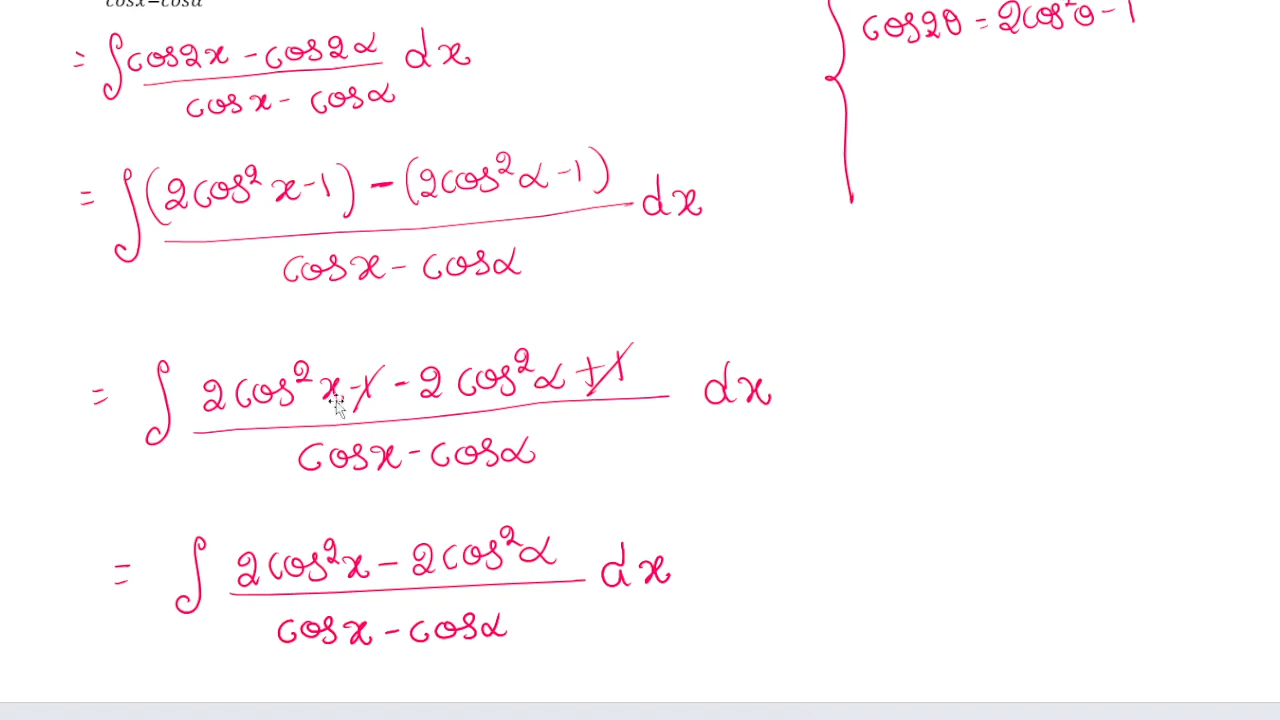 cosx−cosα
= ∫ cos2x - cos2α / cosx - cosα dx
cos2θ = 2cos²θ - 1
= ∫ (2cos²x-1) - (2cos²α-1) / cosx - cosα dx
= ∫ 2cos²x-1 - 2cos²α+1 / cosx - cosα dx
= ∫ 2cos²x - 2cos²α / cosx - cosα dx